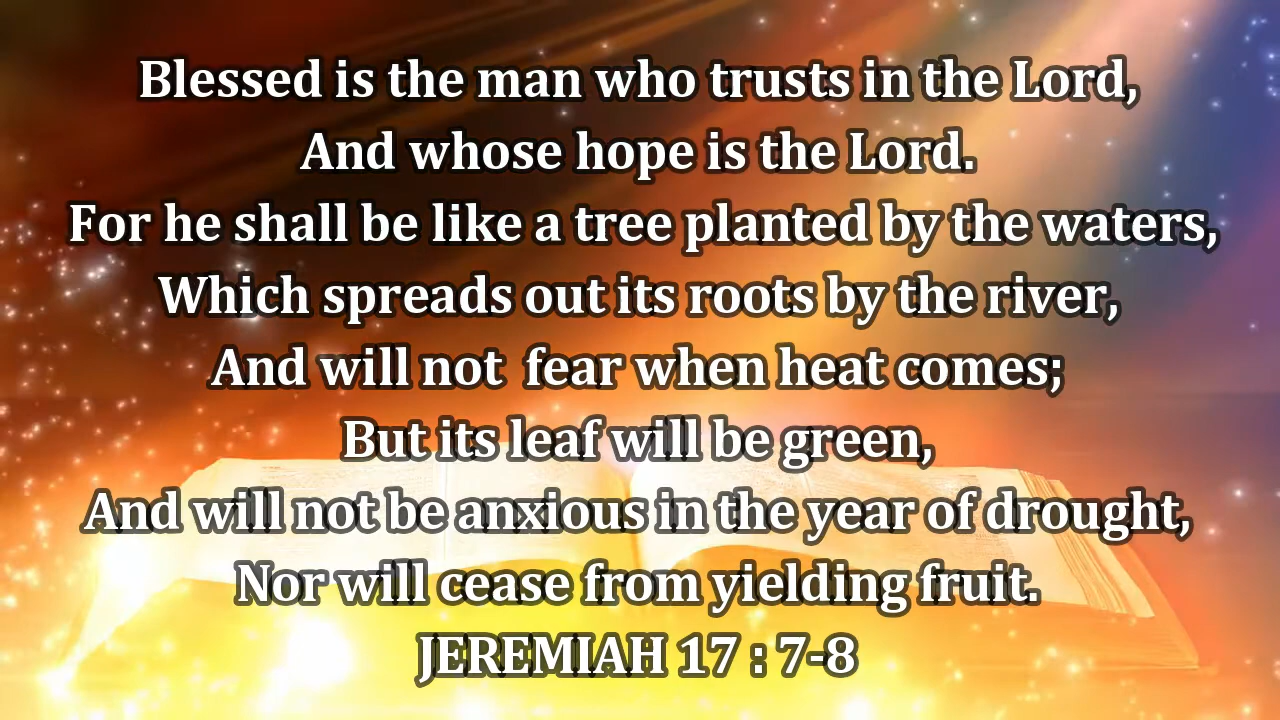 Blessed is the man who trusts in the Lord,
And whose hope is the Lord.
For he shall be like a tree planted by the waters,
Which spreads out its roots by the river,
And will not  fear when heat comes;
But its leaf will be green,
And will not be anxious in the year of drought,
Nor will cease from yielding fruit.
JEREMIAH 17 : 7-8